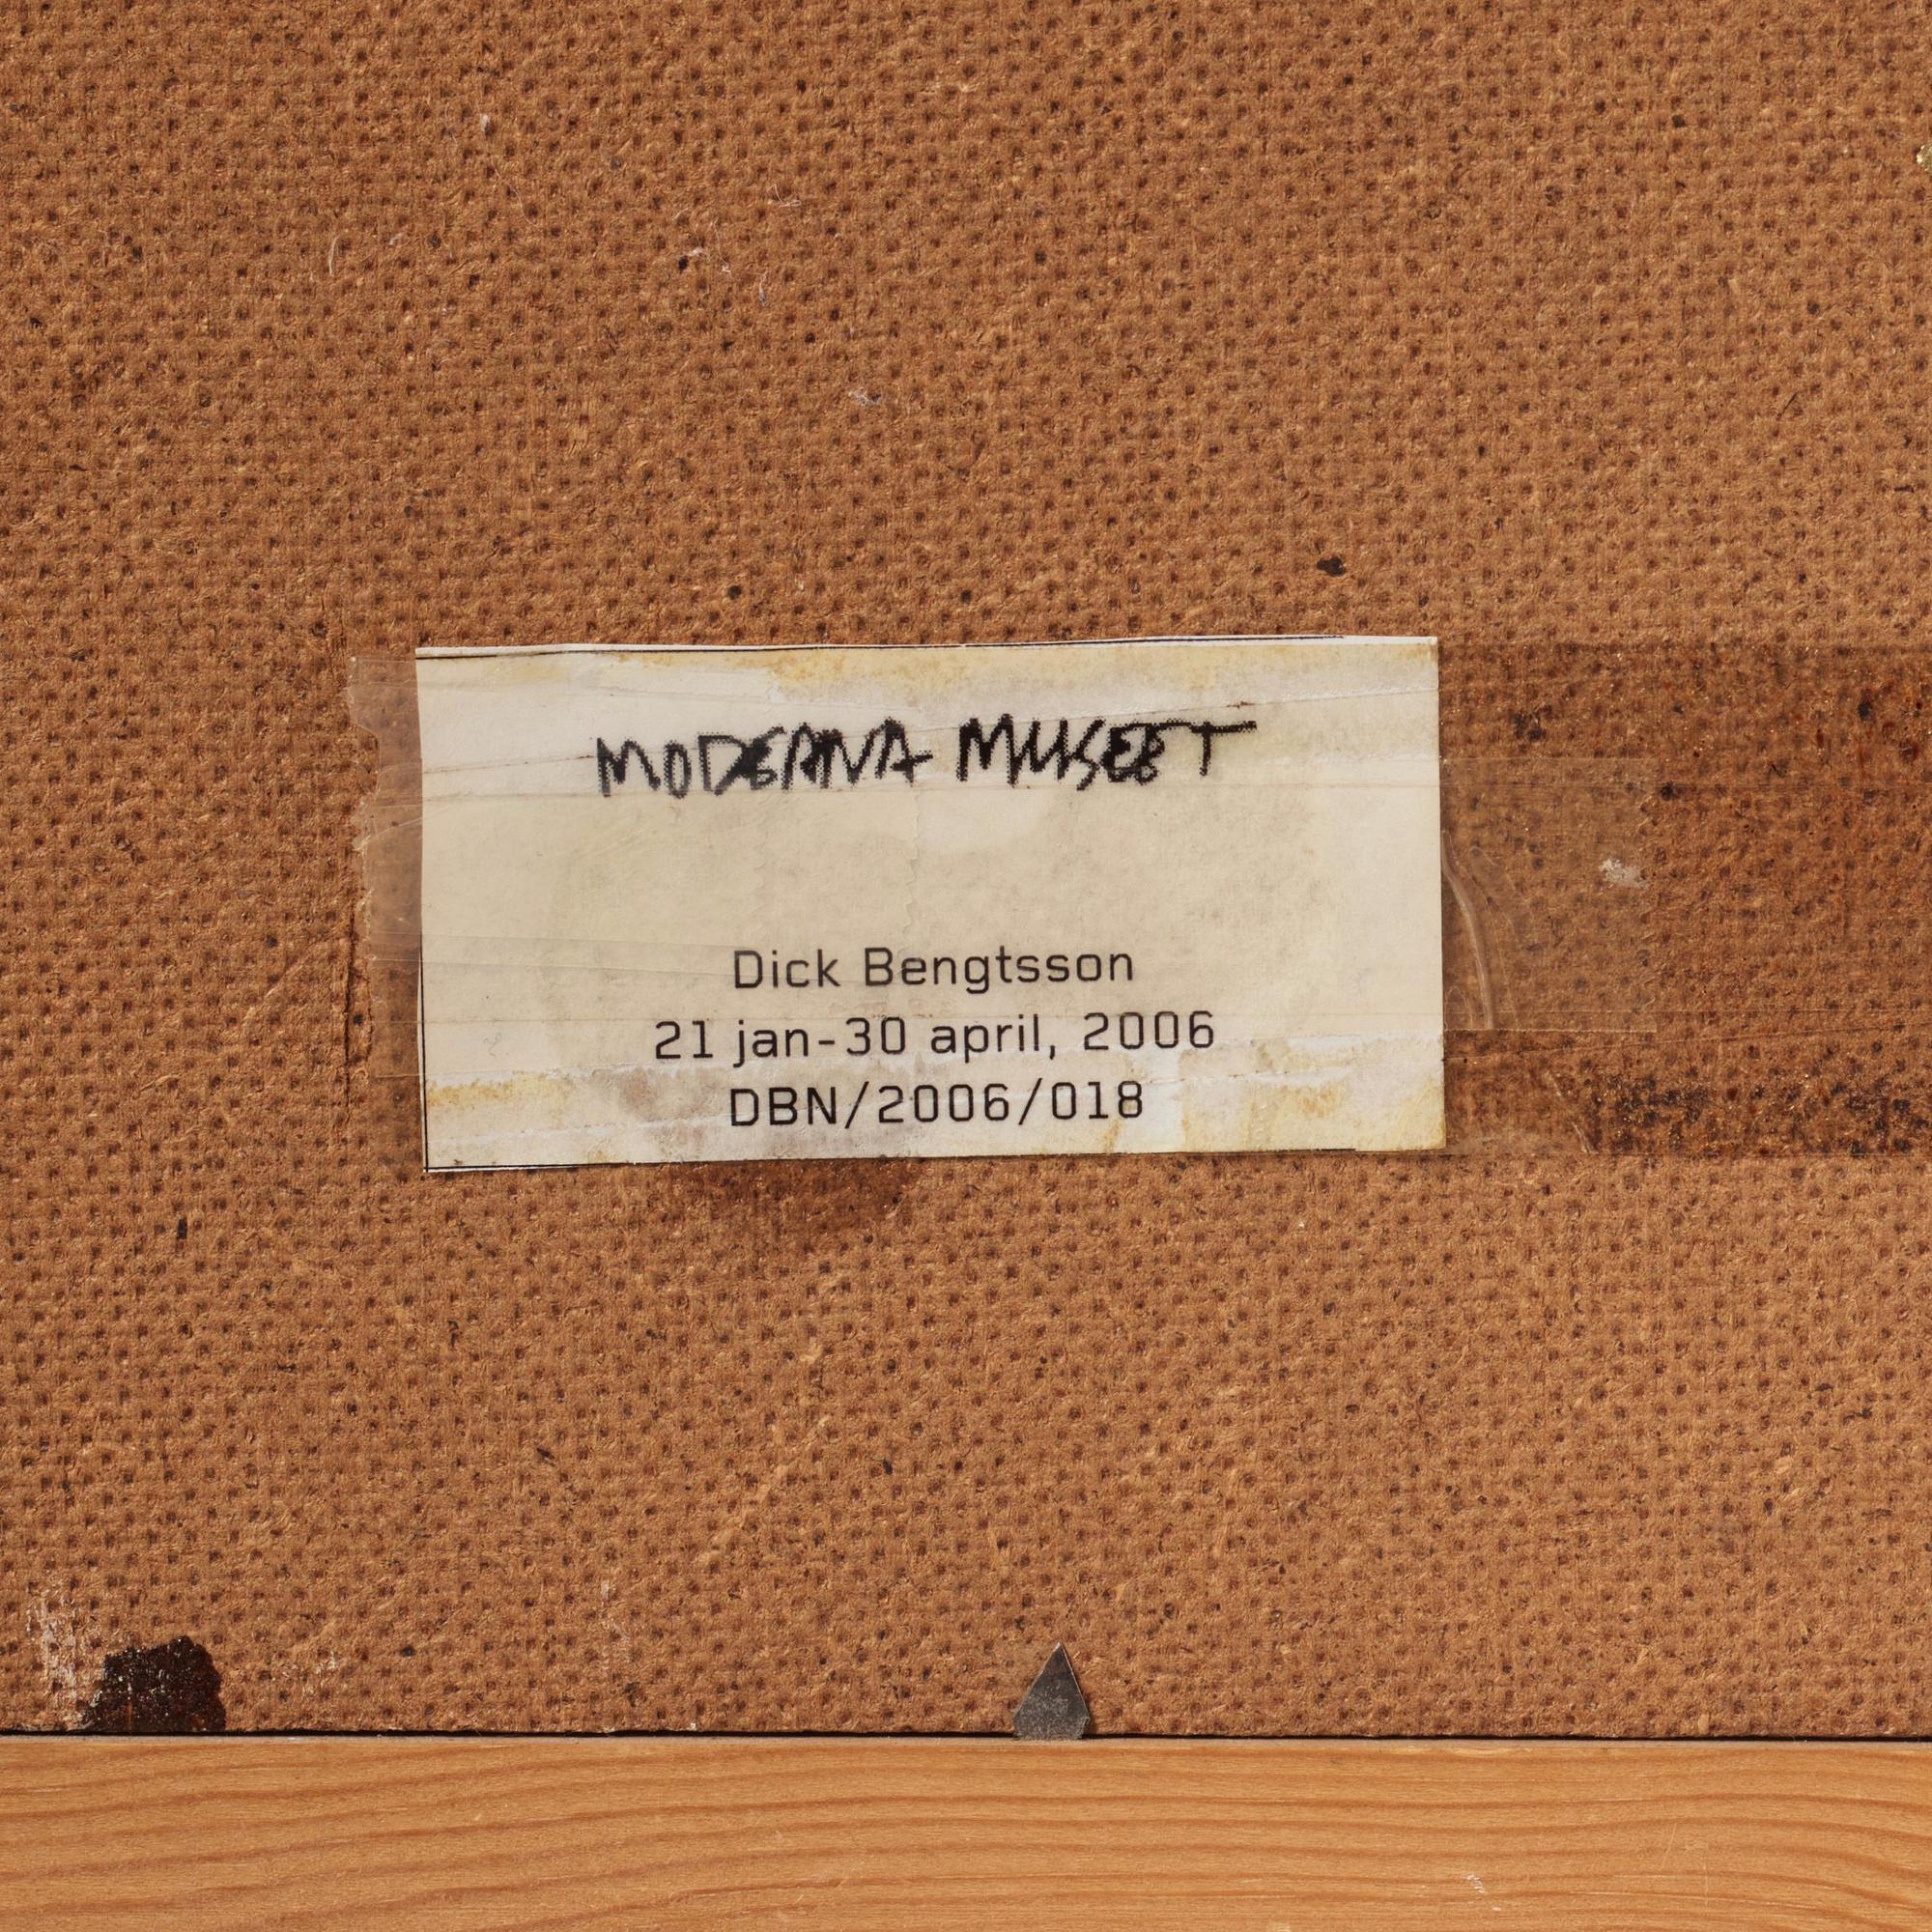 MODERNA MUSEET
Dick Bengtsson
21 jan-30 april, 2006
DBN/2006/018